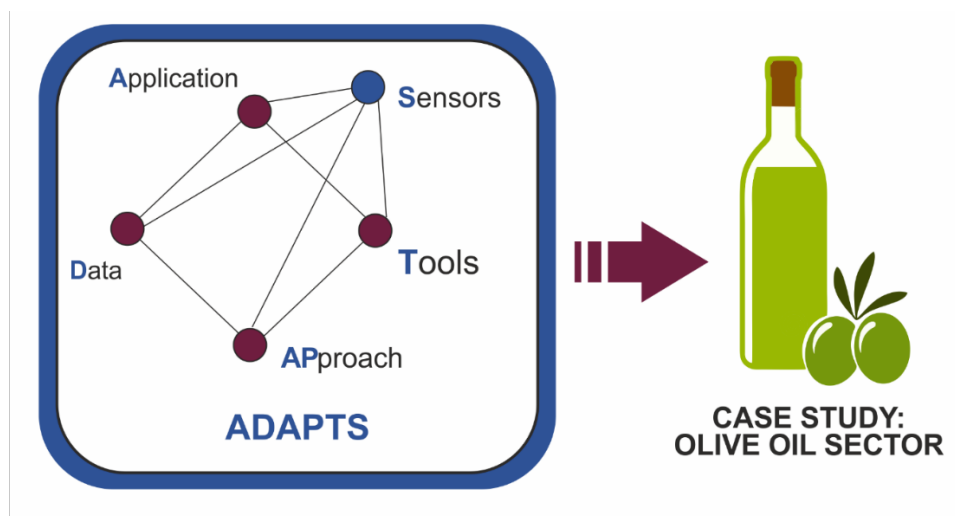 Application
Sensors
Data
Tools
APproach
ADAPTS
CASE STUDY:
OLIVE OIL SECTOR